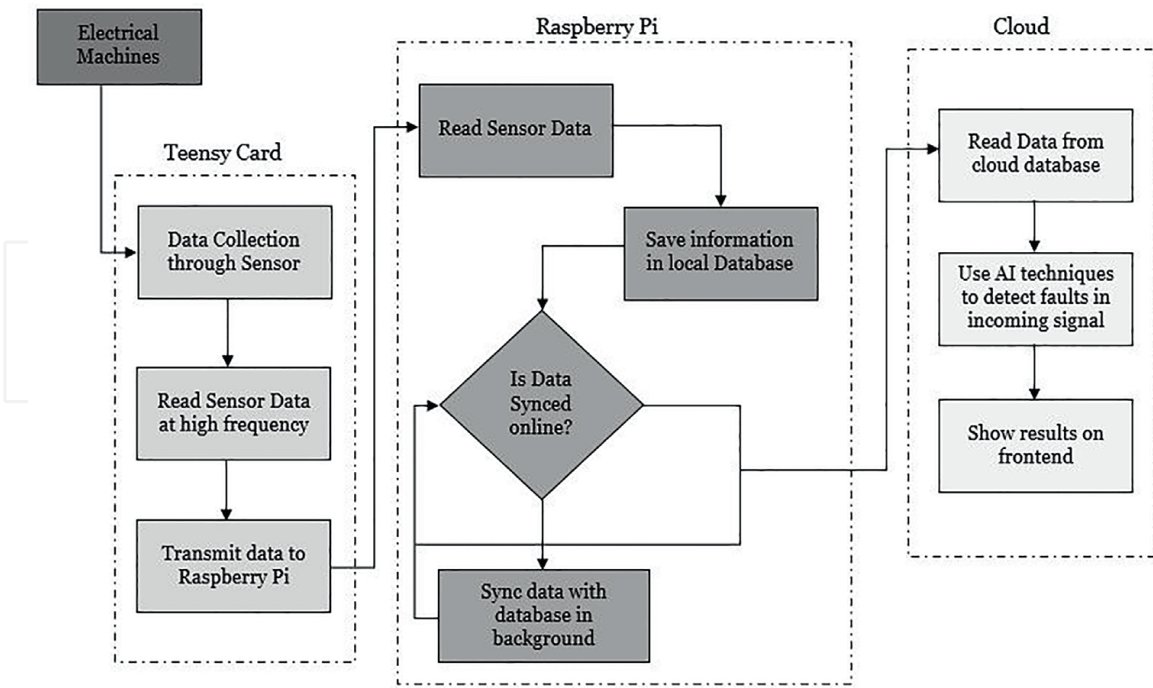 Electrical
Machines
Teensy Card
Data Collection
through Sensor
Read Sensor Data
at high frequency
Transmit data to
Raspberry Pi
Raspberry Pi
Read Sensor Data
Save information
in local Database
Is Data
Synced
online?
Sync data with
database in
background
Cloud
Read Data from
cloud database
Use AI techniques
to detect faults in
incoming signal
Show results on
frontend